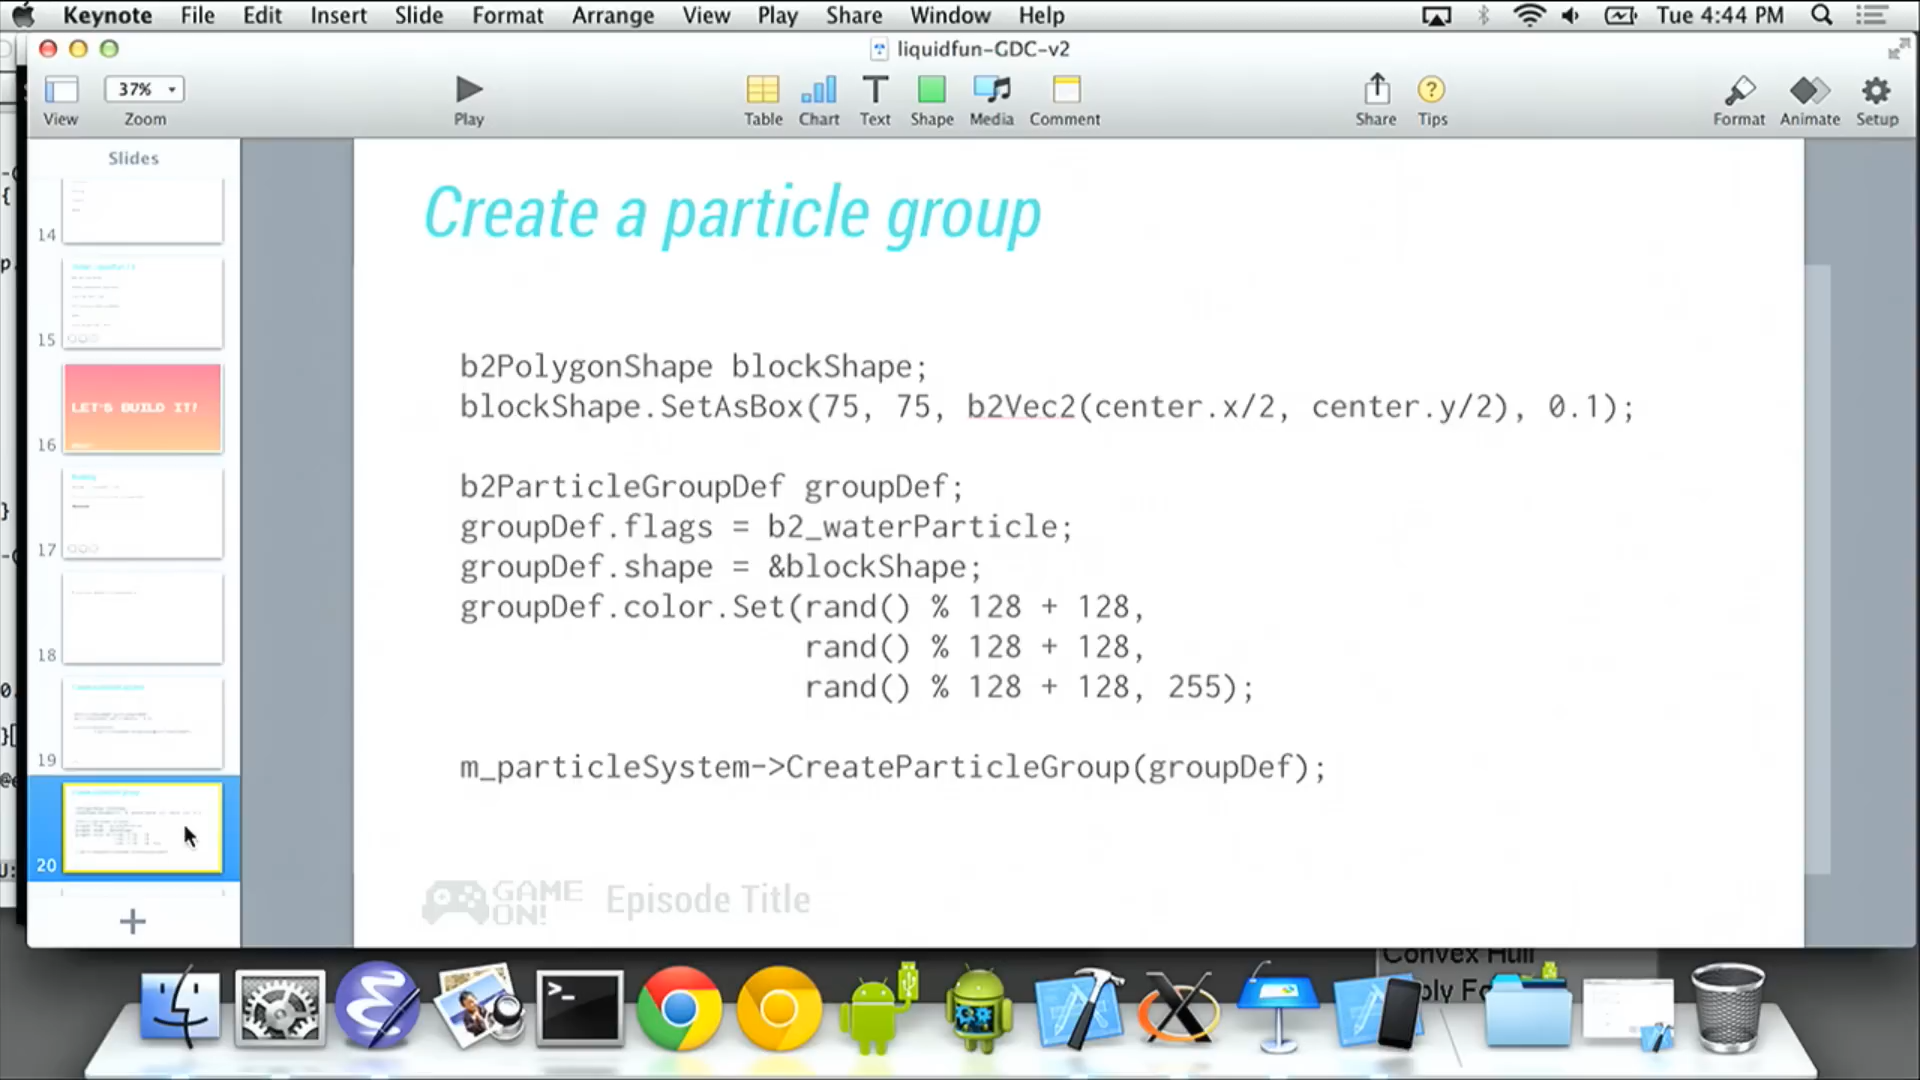 Keynote File Edit Insert Slide Format Arrange View Play Share Window Help Tue 4:44 PM
liquidfun-GDC-v2
37%
View Zoom Play Table Chart Text Shape Media Comment Share Tips Format Animate Setup
Slides
14
15
LET'S BUILD IT!
16
17
18
19
20
Create a particle group
b2PolygonShape blockShape;
blockShape.SetAsBox(75, 75, b2Vec2(center.x/2, center.y/2), 0.1);
b2ParticleGroupDef groupDef;
groupDef.flags = b2_waterParticle;
groupDef.shape = &blockShape;
groupDef.color.Set(rand() % 128 + 128,
rand() % 128 + 128,
rand() % 128 + 128, 255);
m_particleSystem->CreateParticleGroup(groupDef);
GAME ON! Episode Title
Convex Hull